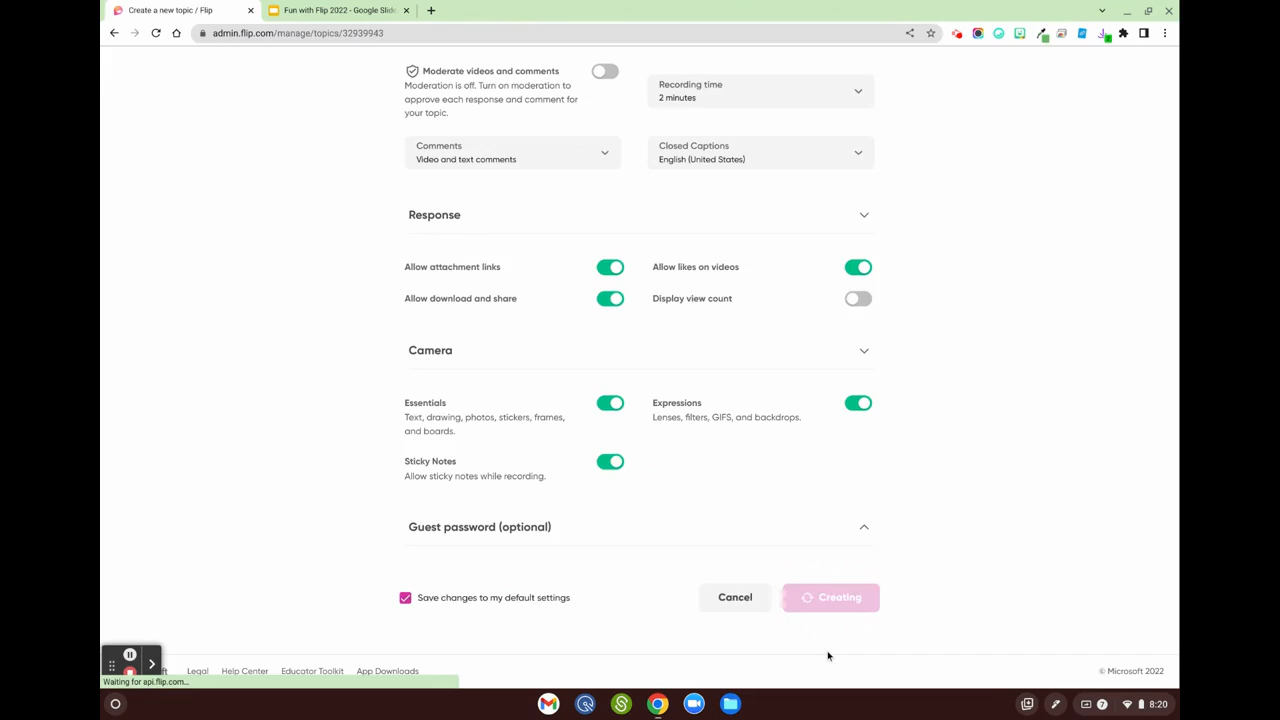 Create a new topic / Flip
Fun with Flip 2022 - Google Slide
admin.flip.com/manage/topics/32939943
Moderate videos and comments
Moderation is off. Turn on moderation to
approve each response and comment for
your topic.
Recording time
2 minutes
Comments
Video and text comments
Closed Captions
English (United States)
Response
Allow attachment links
Allow likes on videos
Allow download and share
Display view count
Camera
Essentials
Text, drawing, photos, stickers, frames,
and boards.
Expressions
Lenses, filters, GIFS, and backdrops.
Sticky Notes
Allow sticky notes while recording.
Guest password (optional)
Save changes to my default settings
Cancel
Creating
Legal
Help Center
Educator Toolkit
App Downloads
© Microsoft 2022
Waiting for api.flip.com...
7
8:20